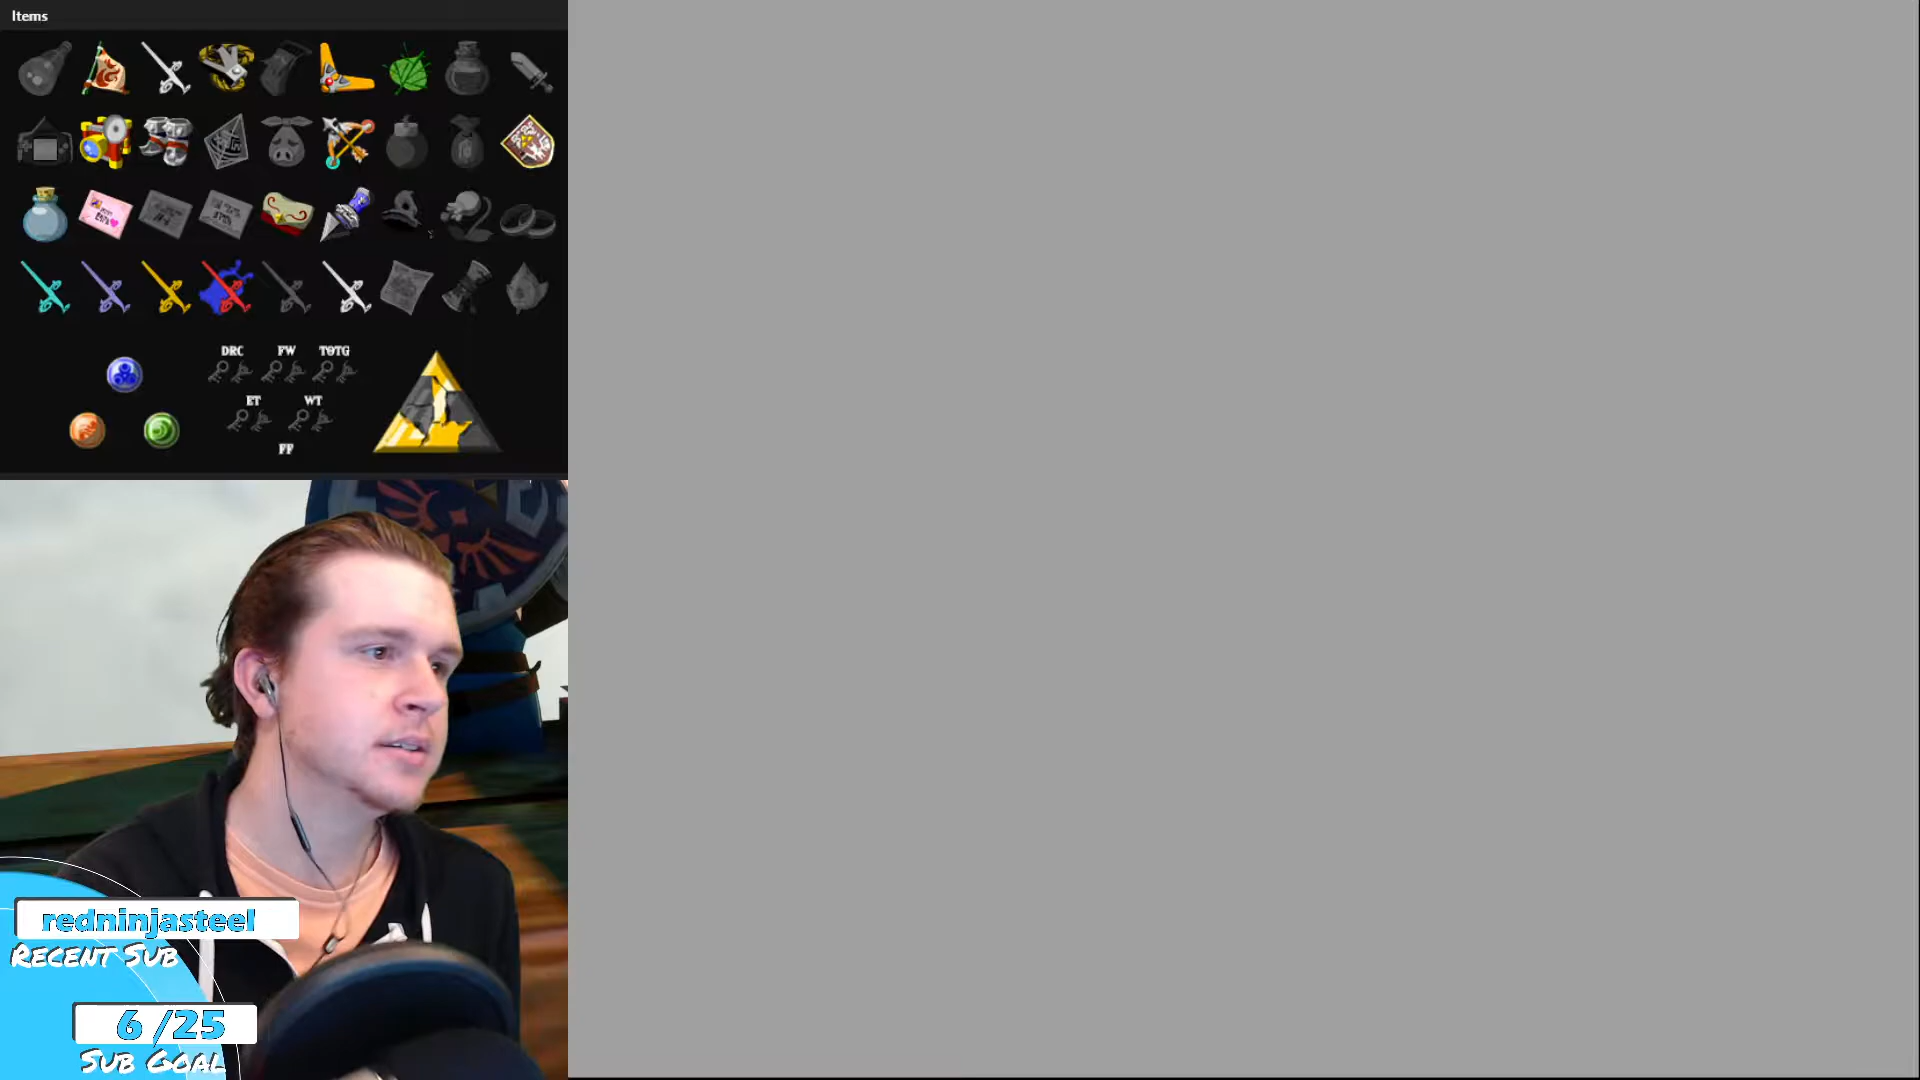 Items
DRC FW TOTG
ET WT
FF
redninjasteel
RECENT SUB
6 /25
SUB GOAL